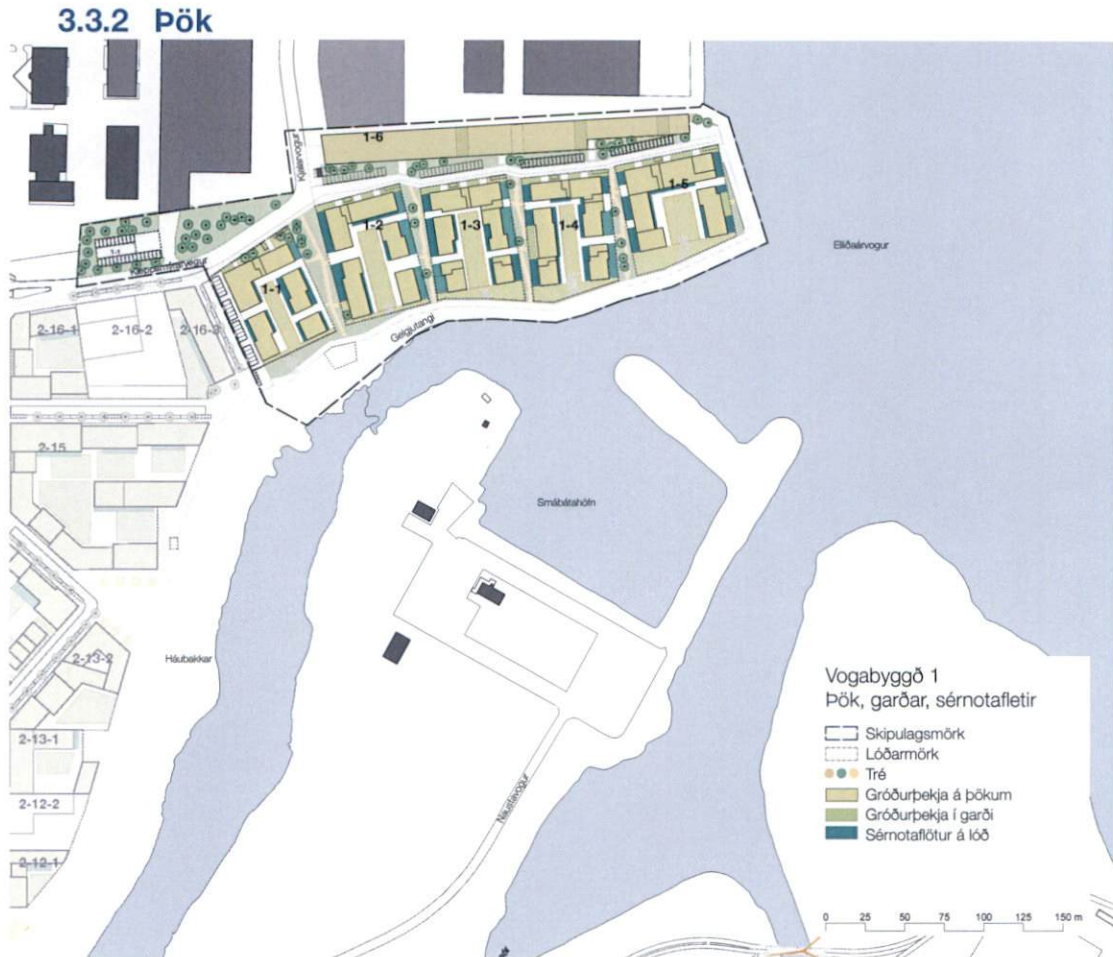 3.3.2 Þök
Kjalarvogur
1-6
1-5
1-2
1-3
1-4
1-1
Elliðaárvogur
2-16-1
2-16-2
2-16-3
Gelgjutangi
2-15
Smábátahöfn
Háubakkar
2-13-2
2-13-1
2-12-2
2-12-1
Naustavogur
Vogabyggð 1
Þök, garðar, sérnotafletir
Skipulagsmörk
Lóðarmörk
Tré
Gróðurþekja á þökum
Gróðurþekja í garði
Sérnotaflötur á lóð
0 25 50 75 100 125 150 m